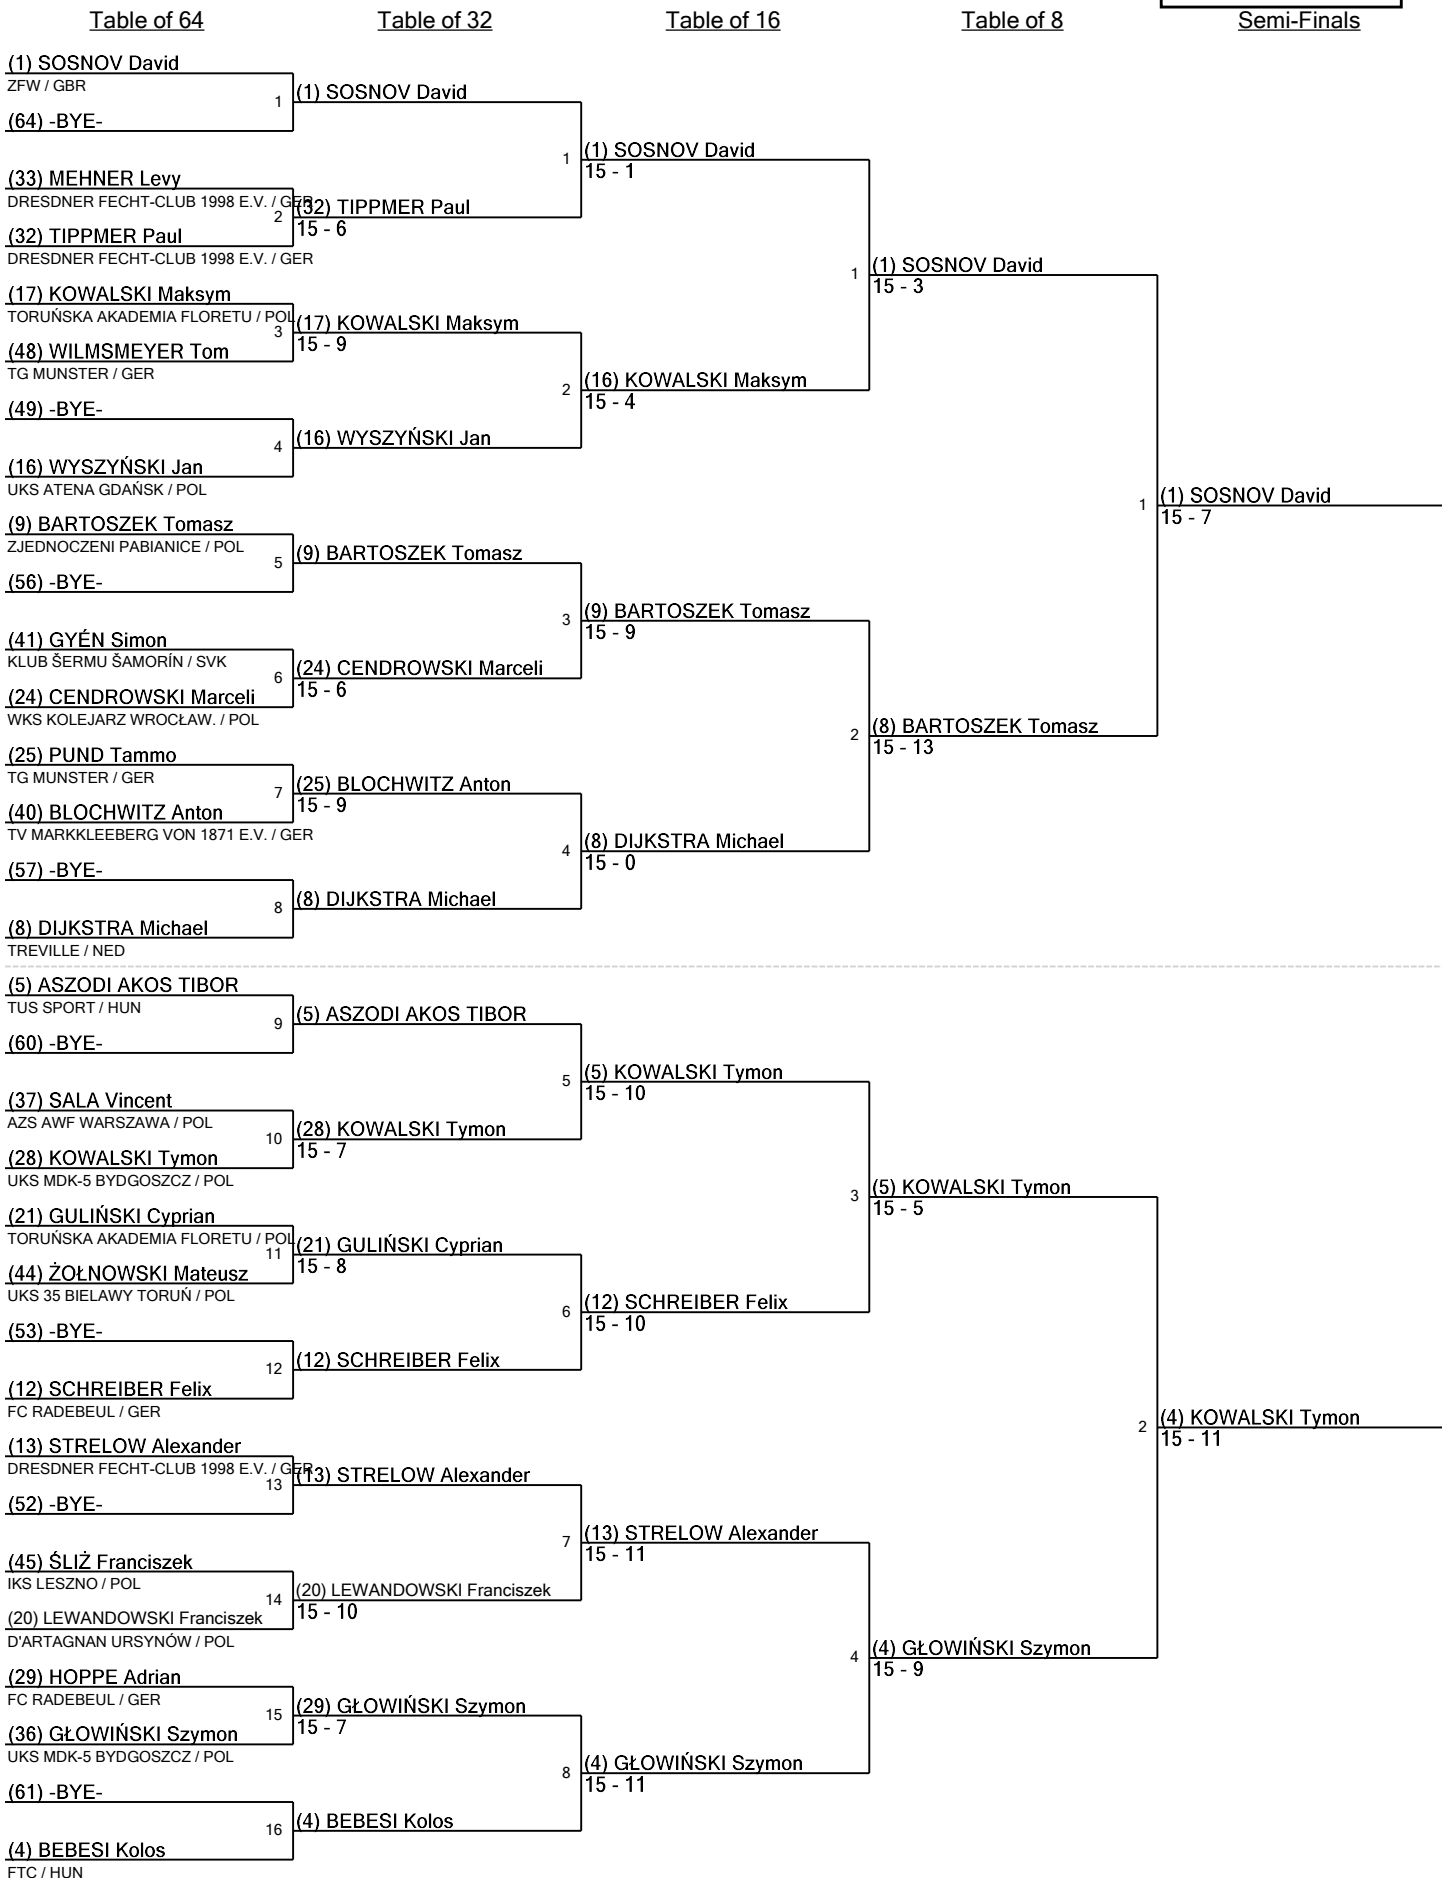 Table of 64
Table of 32
Table of 16
Table of 8
Semi-Finals
(1) SOSNOV David
ZFW / GBR
(64) -BYE-
(33) MEHNER Levy
DRESDNER FECHT-CLUB 1998 E.V. / GER
(32) TIPPMER Paul
DRESDNER FECHT-CLUB 1998 E.V. / GER
(17) KOWALSKI Maksym
TORUŃSKA AKADEMIA FLORETU / POL
(48) WILMSMEYER Tom
TG MUNSTER / GER
(49) -BYE-
(16) WYSZYŃSKI Jan
UKS ATENA GDAŃSK / POL
(9) BARTOSZEK Tomasz
ZJEDNOCZENI PABIANICE / POL
(56) -BYE-
(41) GYÉN Simon
KLUB ŠERMU ŠAMORÍN / SVK
(24) CENDROWSKI Marceli
WKS KOLEJARZ WROCŁAW. / POL
(25) PUND Tammo
TG MUNSTER / GER
(40) BLOCHWITZ Anton
TV MARKKLEEBERG VON 1871 E.V. / GER
(57) -BYE-
(8) DIJKSTRA Michael
TREVILLE / NED
(5) ASZODI AKOS TIBOR
TUS SPORT / HUN
(60) -BYE-
(37) SALA Vincent
AZS AWF WARSZAWA / POL
(28) KOWALSKI Tymon
UKS MDK-5 BYDGOSZCZ / POL
(21) GULIŃSKI Cyprian
TORUŃSKA AKADEMIA FLORETU / POL
(44) ŻOŁNOWSKI Mateusz
UKS 35 BIELAWY TORUŃ / POL
(53) -BYE-
(12) SCHREIBER Felix
FC RADEBEUL / GER
(13) STRELOW Alexander
DRESDNER FECHT-CLUB 1998 E.V. / GER
(52) -BYE-
(45) ŚLIŻ Franciszek
IKS LESZNO / POL
(20) LEWANDOWSKI Franciszek
D'ARTAGNAN URSYNÓW / POL
(29) HOPPE Adrian
FC RADEBEUL / GER
(36) GŁOWIŃSKI Szymon
UKS MDK-5 BYDGOSZCZ / POL
(61) -BYE-
(4) BEBESI Kolos
FTC / HUN
1
(1) SOSNOV David
2
(32) TIPPMER Paul
15 - 6
3
(17) KOWALSKI Maksym
15 - 9
4
(16) WYSZYŃSKI Jan
5
(9) BARTOSZEK Tomasz
6
(24) CENDROWSKI Marceli
15 - 6
7
(25) BLOCHWITZ Anton
15 - 9
8
(8) DIJKSTRA Michael
9
(5) ASZODI AKOS TIBOR
10
(28) KOWALSKI Tymon
15 - 7
11
(21) GULIŃSKI Cyprian
15 - 8
12
(12) SCHREIBER Felix
13
(13) STRELOW Alexander
14
(20) LEWANDOWSKI Franciszek
15 - 10
15
(29) GŁOWIŃSKI Szymon
15 - 7
16
(4) BEBESI Kolos
1
(1) SOSNOV David
15 - 1
2
(16) KOWALSKI Maksym
15 - 4
3
(9) BARTOSZEK Tomasz
15 - 9
4
(8) DIJKSTRA Michael
15 - 0
5
(5) KOWALSKI Tymon
15 - 10
6
(12) SCHREIBER Felix
15 - 10
7
(13) STRELOW Alexander
15 - 11
8
(4) GŁOWIŃSKI Szymon
15 - 11
1
(1) SOSNOV David
15 - 3
2
(8) BARTOSZEK Tomasz
15 - 13
3
(5) KOWALSKI Tymon
15 - 5
4
(4) GŁOWIŃSKI Szymon
15 - 9
1
(1) SOSNOV David
15 - 7
2
(4) KOWALSKI Tymon
15 - 11